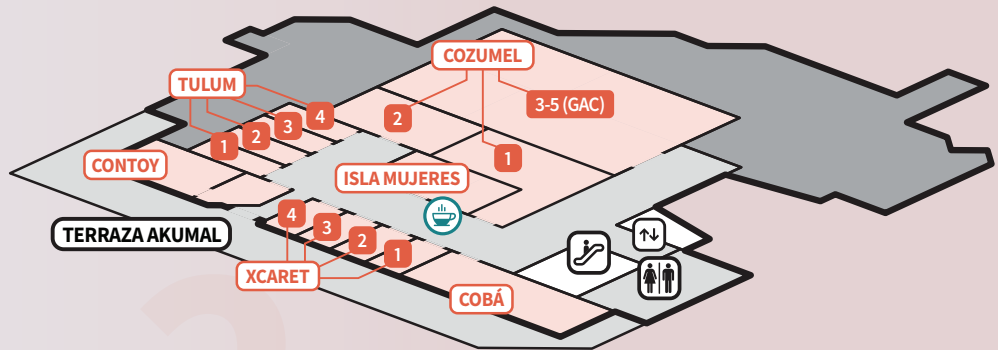 COZUMEL
TULUM
3-5 (GAC)
4
2
3
2
1
1
CONTOY
ISLA MUJERES
4
3
TERRAZA AKUMAL
2
1
XCARET
COBÁ